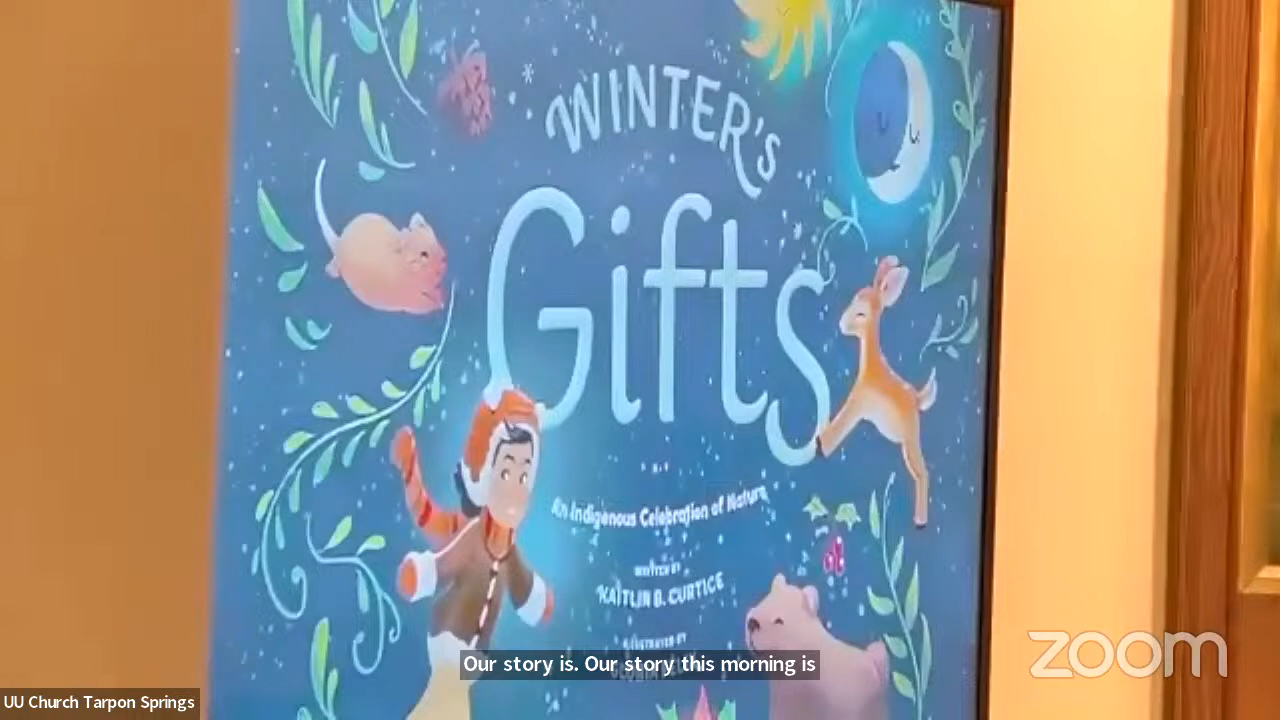 WINTER'S
Gifts
An Indigenous Celebration of Nature
WRITTEN BY
KAITLIN B. CURTICE
ILLUSTRATED BY
Our story is. Our story this morning is
zoom
UU Church Tarpon Springs